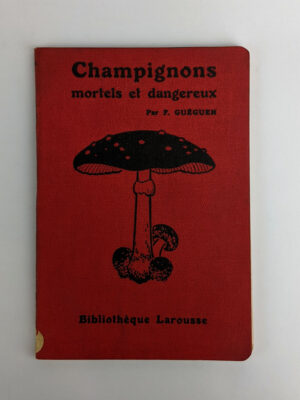 Champignons
mortels et dangereux
Par F. GUÉGUEN
Bibliothèque Larousse